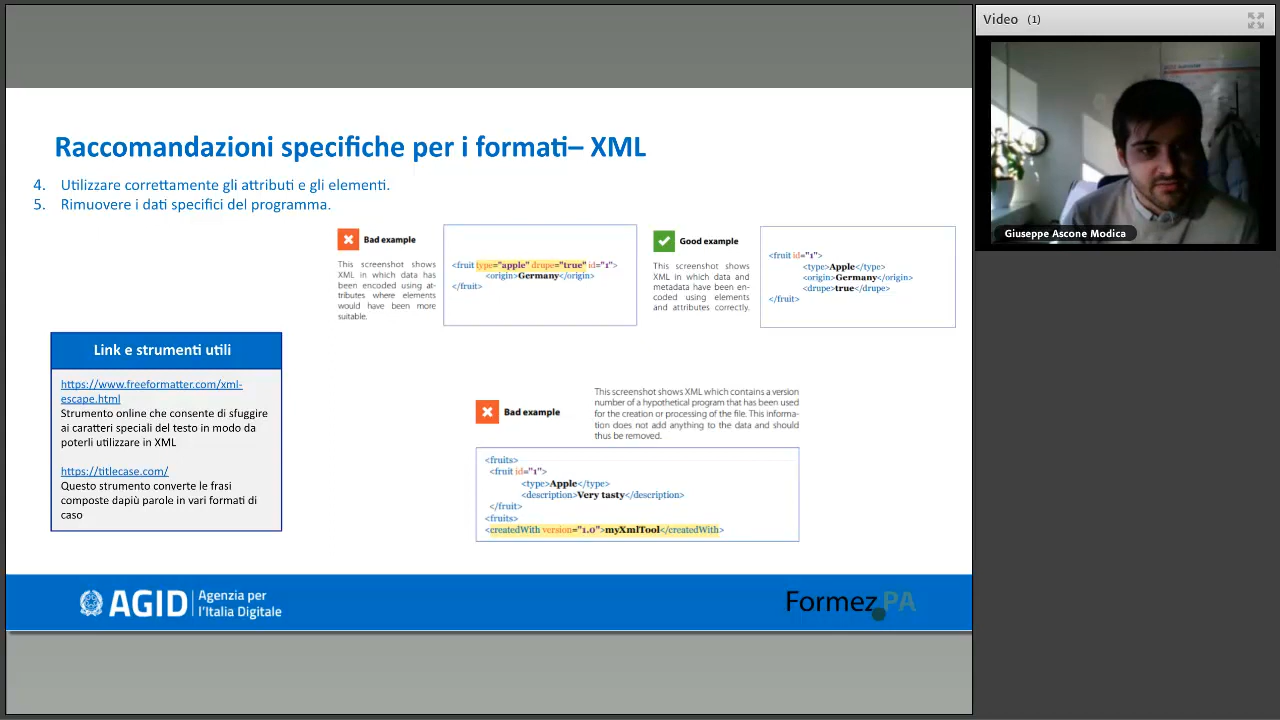 Video (1)
Giuseppe Ascone Modica
Raccomandazioni specifiche per i formati– XML
4. Utilizzare correttamente gli attributi e gli elementi.
5. Rimuovere i dati specifici del programma.
Bad example
This screenshot shows
XML in which data has
been encoded using at-
tributes where elements
would have been more
suitable.
<fruit type="apple" drupe="true" id="1">
<origin>Germany</origin>
</fruit>
Good example
This screenshot shows
XML in which data and
metadata have been en-
coded using elements
and attributes correctly.
<fruit id="1">
<type>Apple</type>
<origin>Germany</origin>
<drupe>true</drupe>
</fruit>
Link e strumenti utili
https://www.freeformatter.com/xml-
escape.html
Strumento online che consente di sfuggire
ai caratteri speciali del testo in modo da
poterli utilizzare in XML
https://titlecase.com/
Questo strumento converte le frasi
composte dapiù parole in vari formati di
caso
Bad example
This screenshot shows XML which contains a version
number of a hypothetical program that has been used
for the creation or processing of the file. This informa-
tion does not add anything to the data and should
thus be removed.
<fruits>
<fruit id="1">
<type>Apple</type>
<description>Very tasty</description>
</fruit>
<fruits>
<createdWith version="1.0">myXmlTool</createdWith>
AGID
Agenzia per
l'Italia Digitale
Formez PA